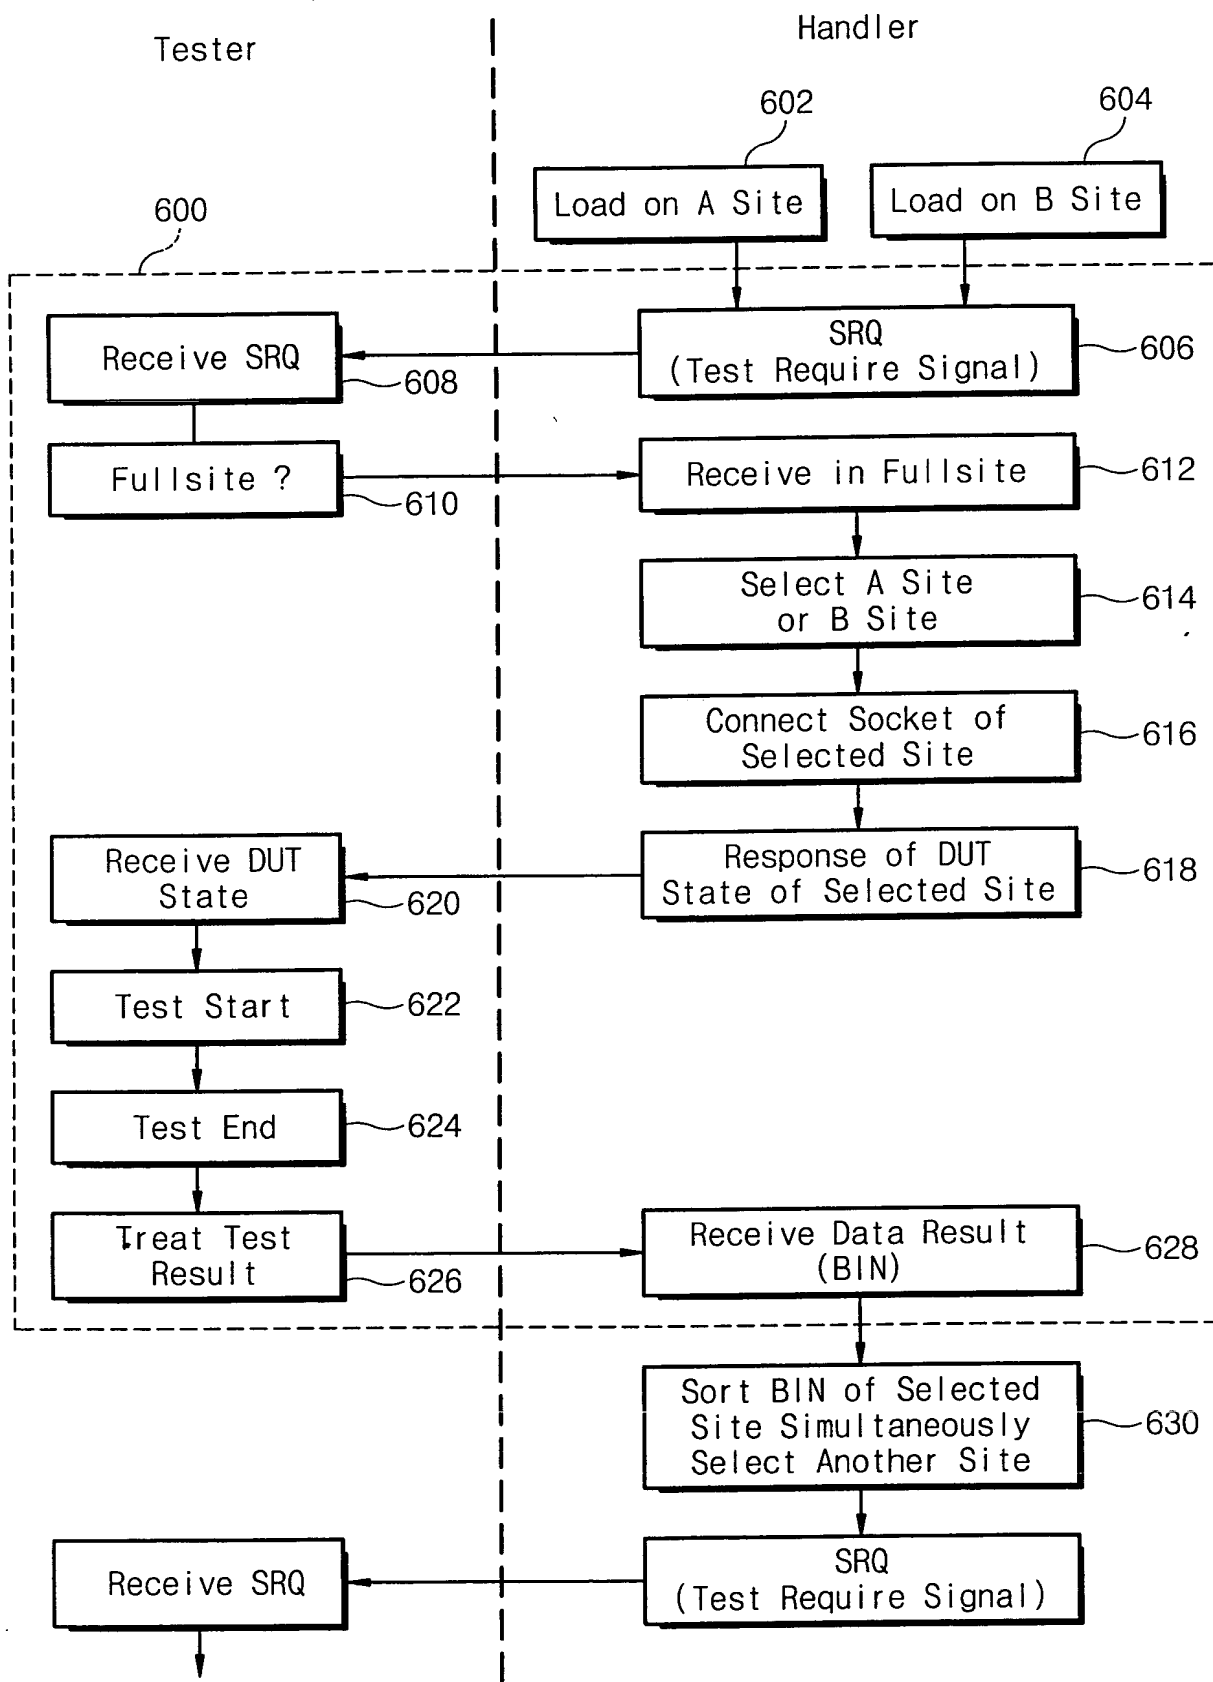 Tester
Handler
602
604
Load on A Site
Load on B Site
600
Receive SRQ
608
SRQ
(Test Require Signal)
606
Fullsite ?
610
Receive in Fullsite
612
Select A Site
or B Site
614
Connect Socket of
Selected Site
616
Receive DUT
State
620
Response of DUT
State of Selected Site
618
Test Start
622
Test End
624
Treat Test
Result
626
Receive Data Result
(BIN)
628
Sort BIN of Selected
Site Simultaneously
Select Another Site
630
Receive SRQ
SRQ
(Test Require Signal)